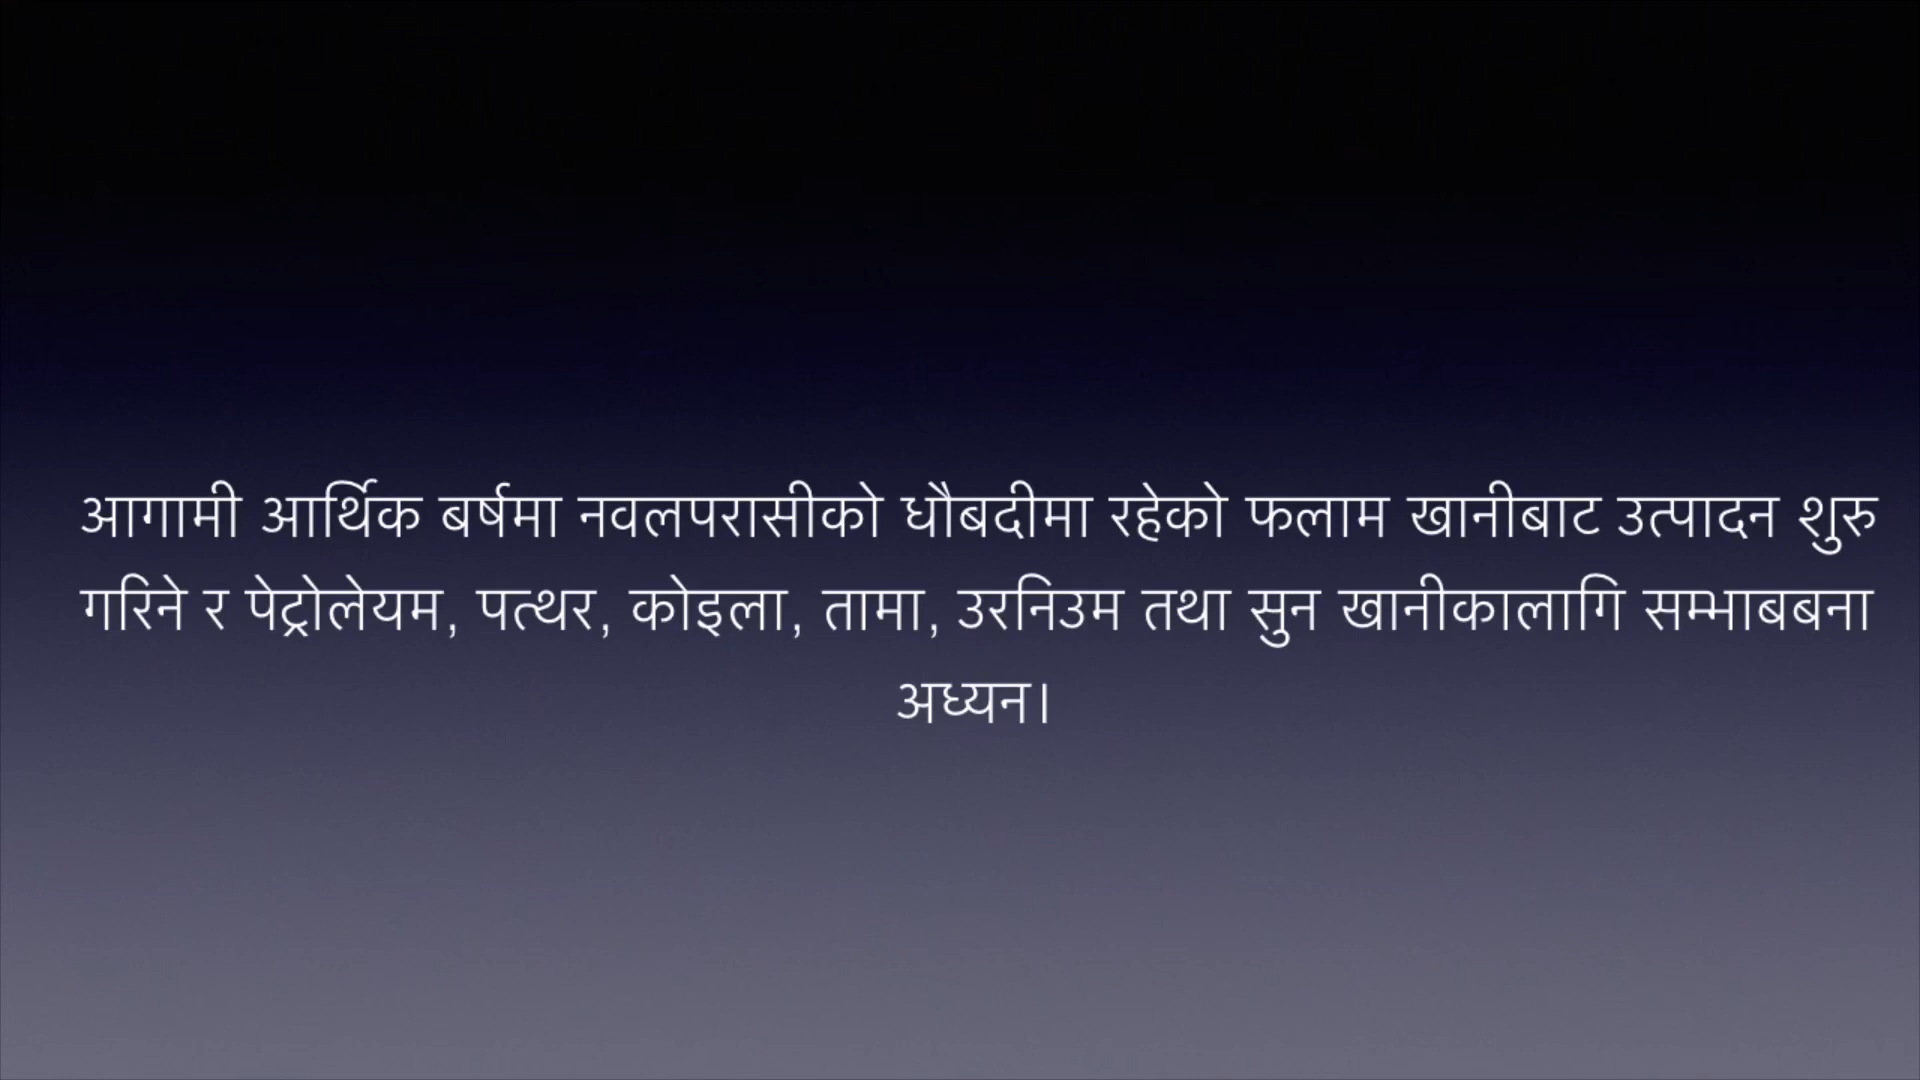 आगामी आर्थिक बर्षमा नवलपरासीको धौबदीमा रहेको फलाम खानीबाट उत्पादन शुरु
गरिने र पेट्रोलेयम, पत्थर, कोइला, तामा, उरनिउम तथा सुन खानीकालागि सम्भाबबना
अध्यन।